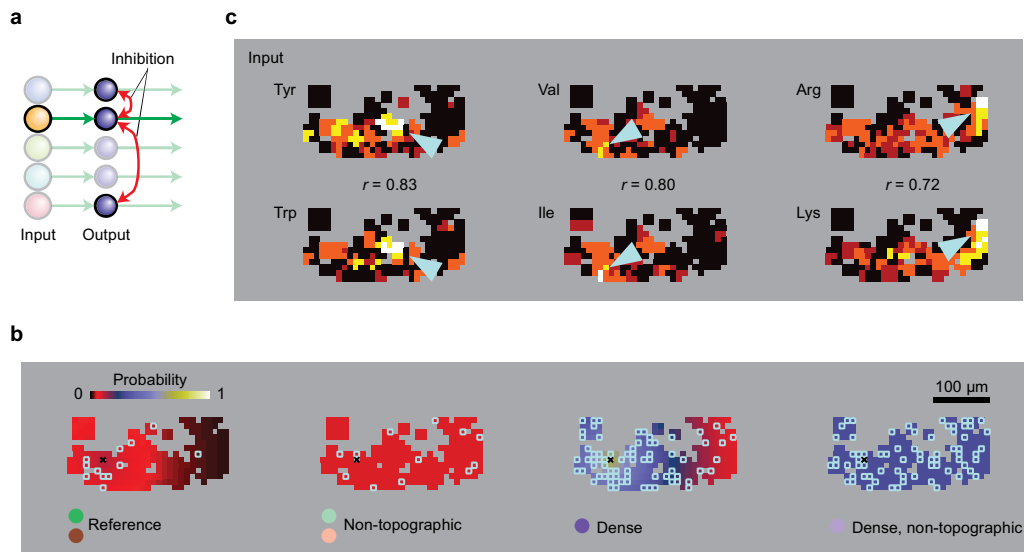 a
Inhibition
Input
Output
c
Input
Tyr
Val
Arg
r = 0.83
r = 0.80
r = 0.72
Trp
Ile
Lys
b
Probability
0
1
100 µm
Reference
Non-topographic
Dense
Dense, non-topographic